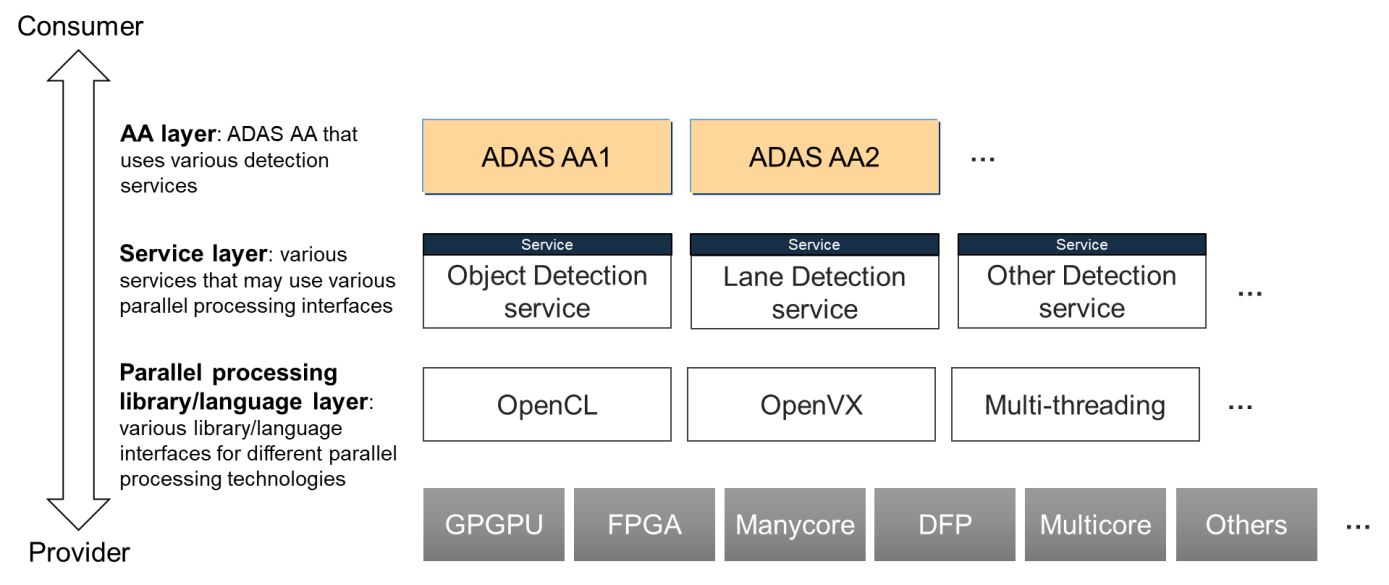 Consumer
AA layer: ADAS AA that
uses various detection
services
ADAS AA1
ADAS AA2
...
Service layer: various
services that may use various
parallel processing interfaces
Service
Object Detection
service
Service
Lane Detection
service
Service
Other Detection
service
...
Parallel processing
library/language layer:
various library/language
interfaces for different parallel
processing technologies
OpenCL
OpenVX
Multi-threading
...
GPGPU
FPGA
Manycore
DFP
Multicore
Others
...
Provider